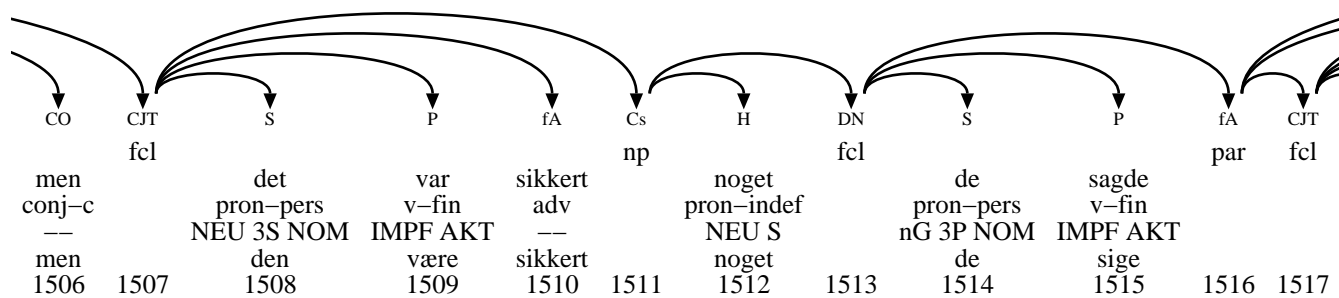 CO CJT S P fA Cs H DN S P fA CJT
fcl np fcl par fcl
men det var sikkert noget de sagde
conj−c pron−pers v−fin adv pron−indef pron−pers v−fin
−− NEU 3S NOM IMPF AKT −− NEU S nG 3P NOM IMPF AKT
men den være sikkert noget de sige
1506 1507 1508 1509 1510 1511 1512 1513 1514 1515 1516 1517